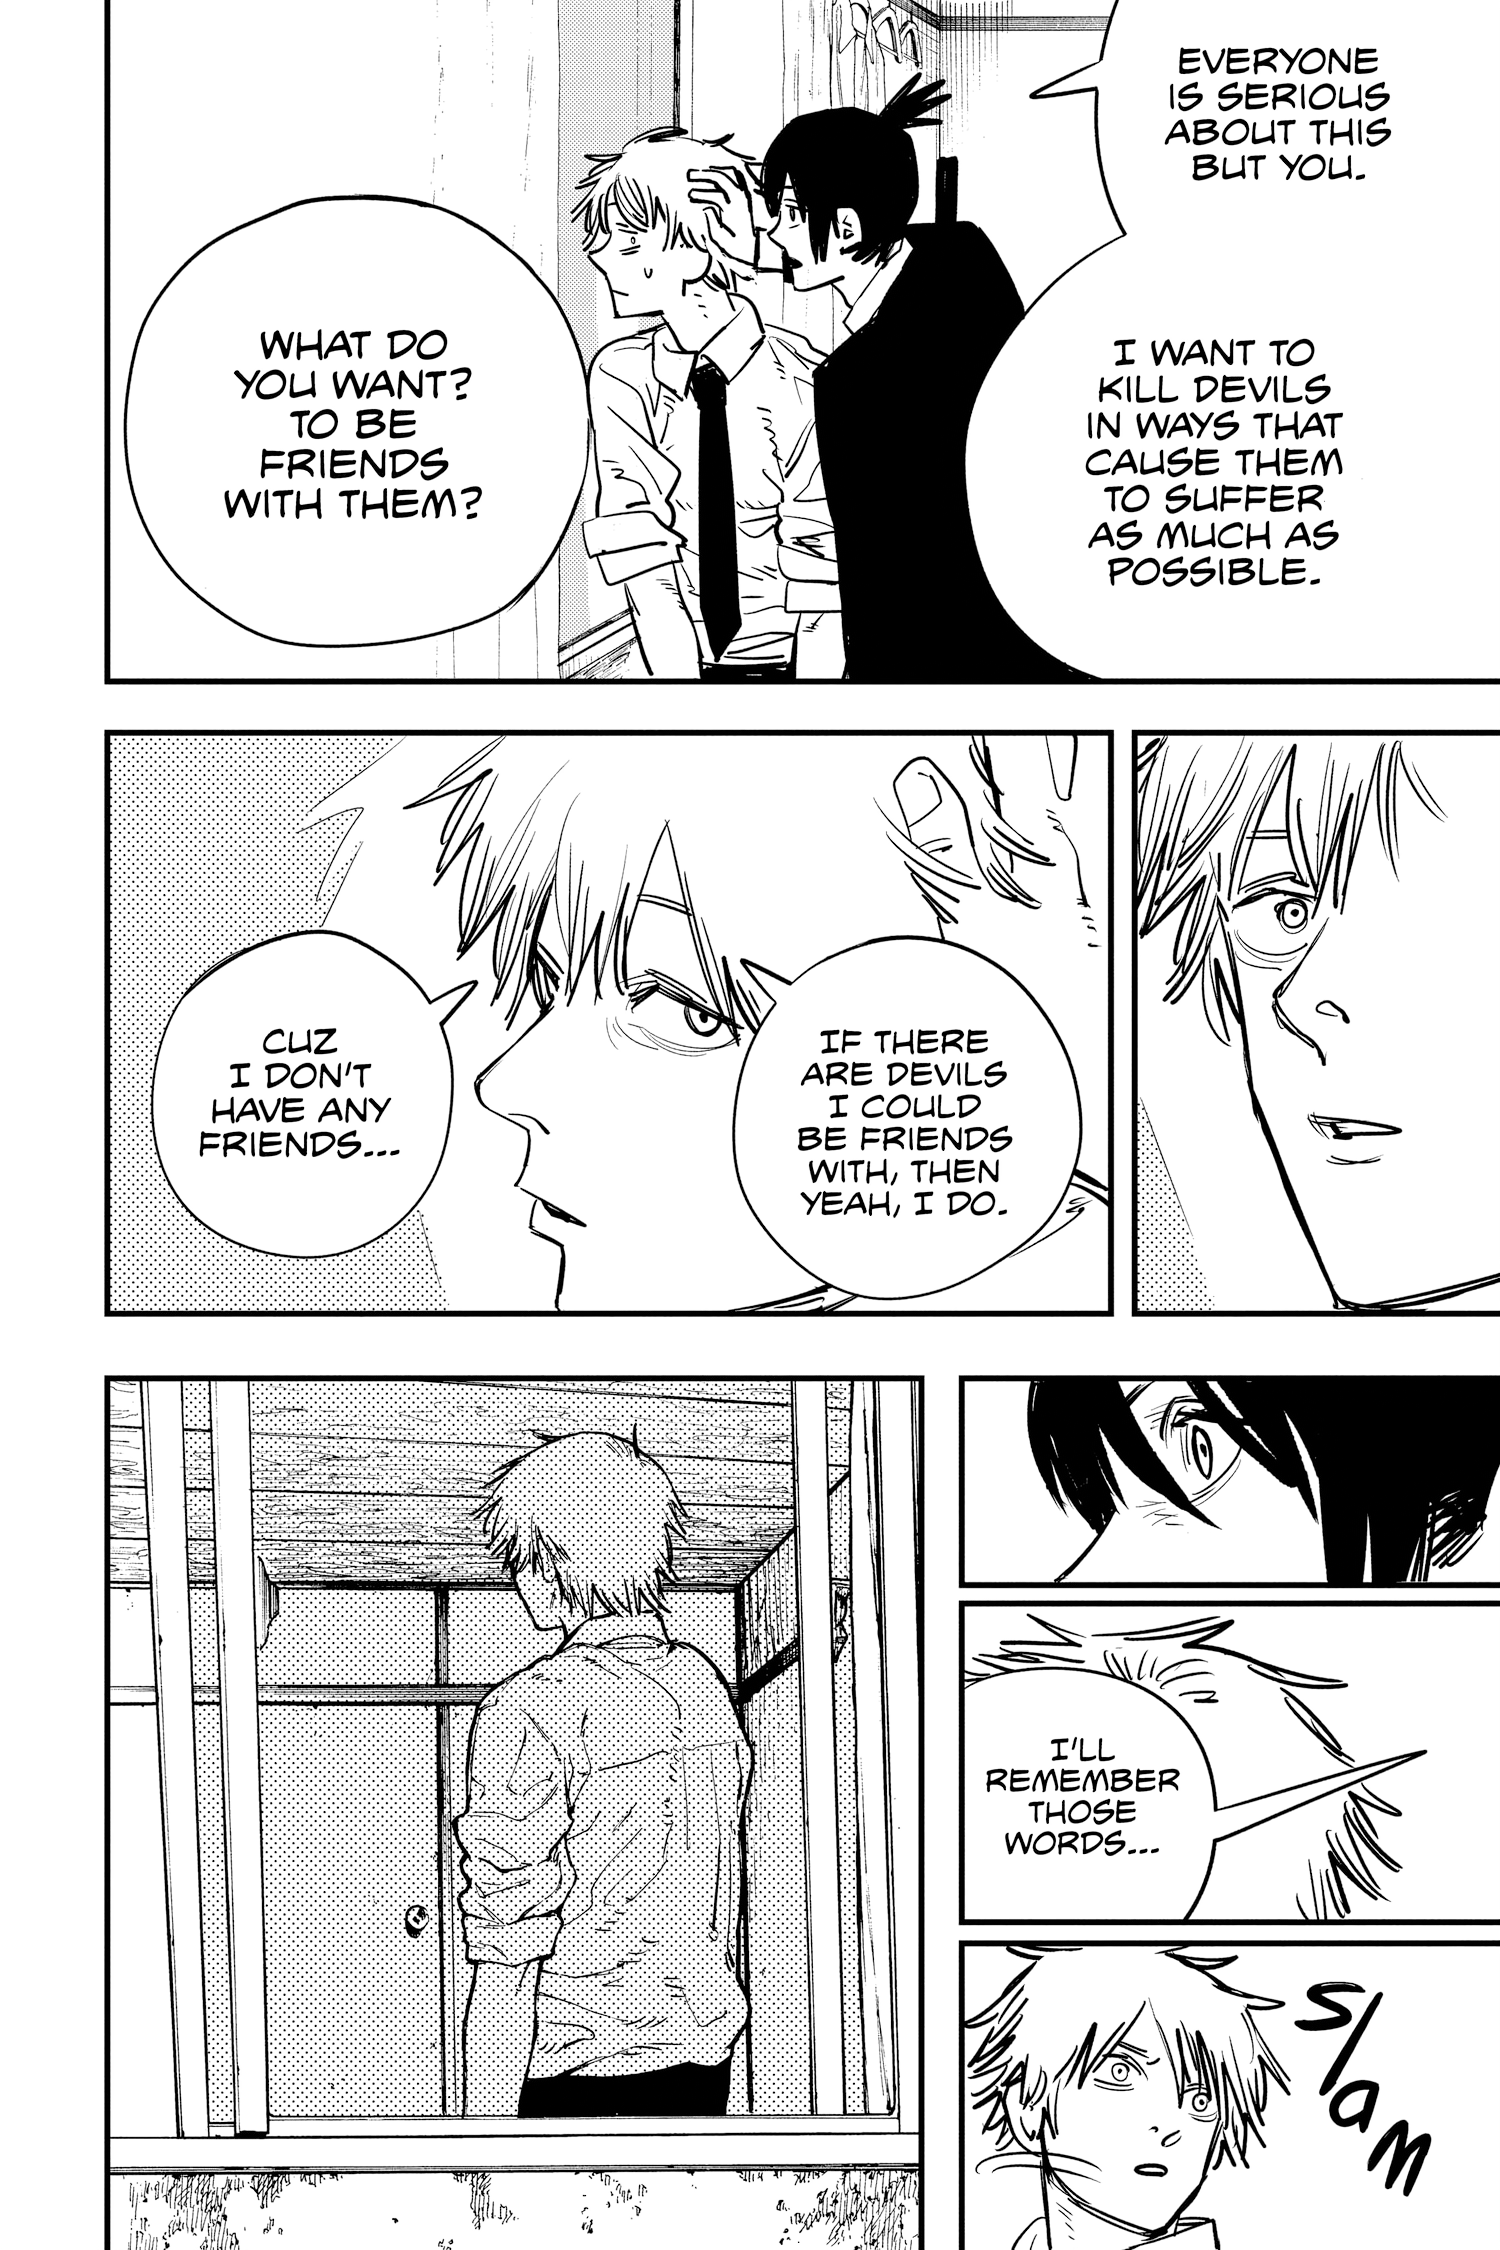 EVERYONE
IS SERIOUS
ABOUT THIS
BUT YOU.
I WANT TO
KILL DEVILS
IN WAYS THAT
CAUSE THEM
TO SUFFER
AS MUCH AS
POSSIBLE.
WHAT DO
YOU WANT?
TO BE
FRIENDS
WITH THEM?
IF THERE
ARE DEVILS
I COULD
BE FRIENDS
WITH, THEN
YEAH, I DO.
CUZ
I DON'T
HAVE ANY
FRIENDS...
I'LL
REMEMBER
THOSE
WORDS...
SLAM